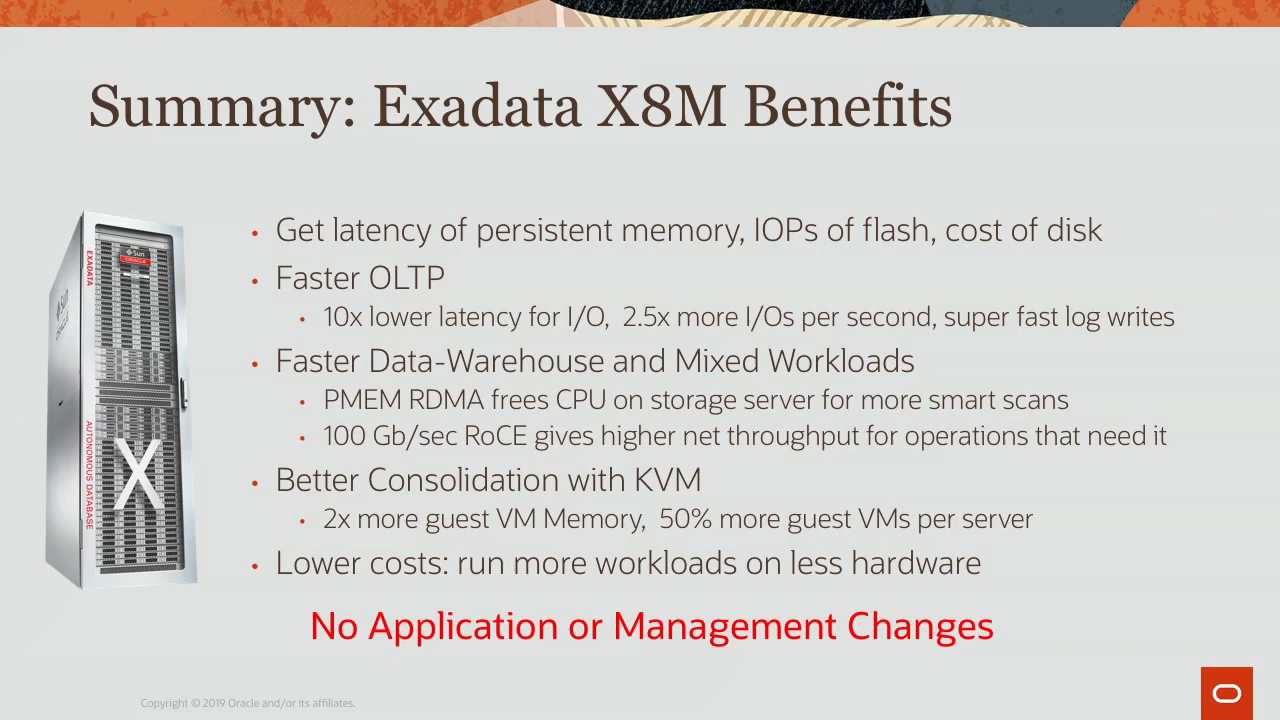 Summary: Exadata X8M Benefits
Get latency of persistent memory, IOPs of flash, cost of disk
Faster OLTP
10x lower latency for I/O, 2.5x more I/Os per second, super fast log writes
Faster Data-Warehouse and Mixed Workloads
PMEM RDMA frees CPU on storage server for more smart scans
100 Gb/sec RoCE gives higher net throughput for operations that need it
Better Consolidation with KVM
2x more guest VM Memory, 50% more guest VMs per server
Lower costs: run more workloads on less hardware
No Application or Management Changes
Sun
ORACLE
EXADATA
Sun
ORACLE
AUTONOMOUS DATABASE
X
Copyright © 2019 Oracle and/or its affiliates.